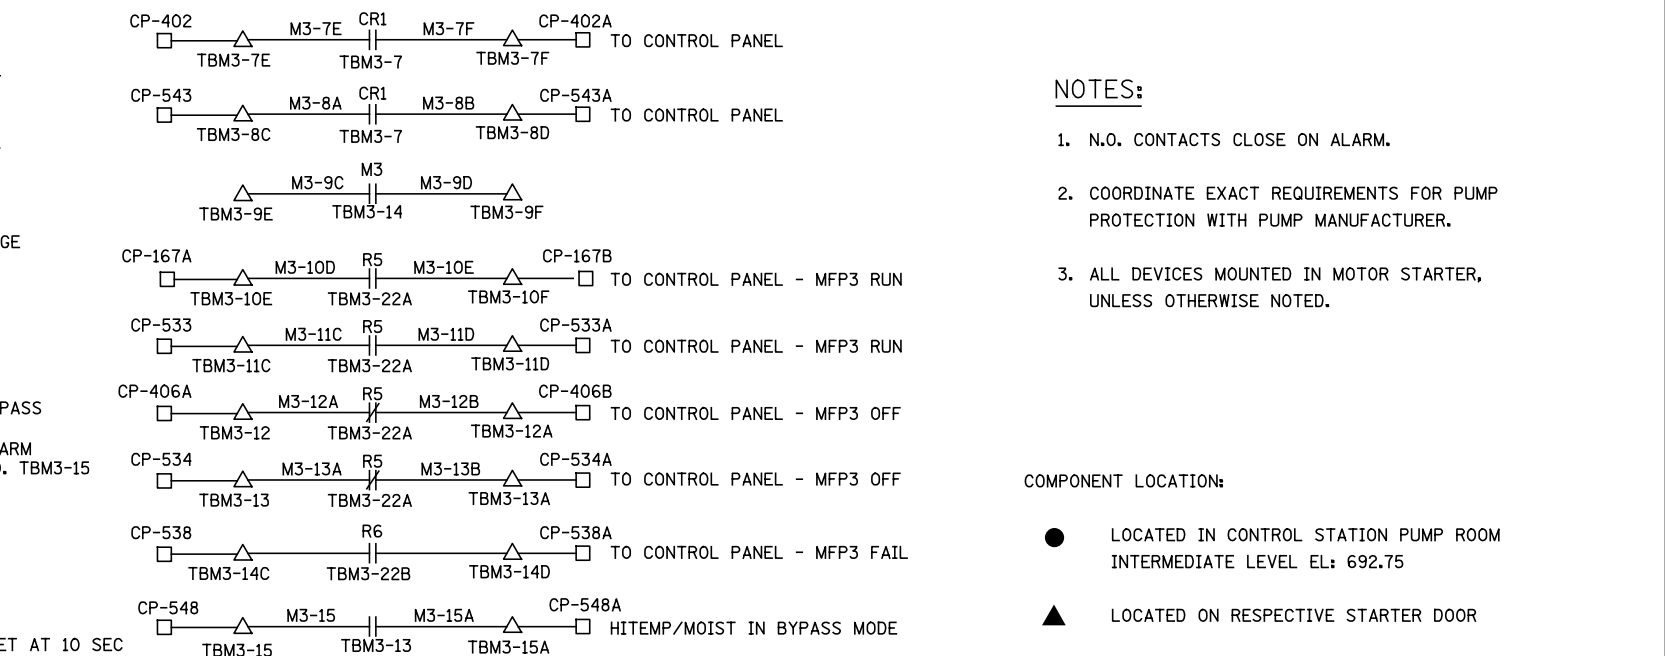 CP-402 CR1 CP-402A
M3-7E M3-7F
TO CONTROL PANEL
TBM3-7E TBM3-7 TBM3-7F
CP-543 CR1 CP-543A
M3-8A M3-8B
TO CONTROL PANEL
TBM3-8C TBM3-7 TBM3-8D
M3
M3-9C M3-9D
TBM3-9E TBM3-14 TBM3-9F
GE
CP-167A R5 CP-167B
M3-10D M3-10E
TO CONTROL PANEL - MFP3 RUN
TBM3-10E TBM3-22A TBM3-10F
CP-533 R5 CP-533A
M3-11C M3-11D
TO CONTROL PANEL - MFP3 RUN
TBM3-11C TBM3-22A TBM3-11D
CP-406A R5 CP-406B
PASS M3-12A M3-12B
TO CONTROL PANEL - MFP3 OFF
TBM3-12 TBM3-22A TBM3-12A
ARM
CP-534 R5 CP-534A
. TBM3-15 M3-13A M3-13B
TO CONTROL PANEL - MFP3 OFF
TBM3-13 TBM3-22A TBM3-13A
CP-538 R6 CP-538A
TO CONTROL PANEL - MFP3 FAIL
TBM3-14C TBM3-22B TBM3-14D
CP-548 CP-548A
M3-15 M3-15A
HITEMP/MOIST IN BYPASS MODE
ET AT 10 SEC
TBM3-15 TBM3-13 TBM3-15A
NOTES:
1. N.O. CONTACTS CLOSE ON ALARM.
2. COORDINATE EXACT REQUIREMENTS FOR PUMP
PROTECTION WITH PUMP MANUFACTURER.
3. ALL DEVICES MOUNTED IN MOTOR STARTER,
UNLESS OTHERWISE NOTED.
COMPONENT LOCATION:
LOCATED IN CONTROL STATION PUMP ROOM
INTERMEDIATE LEVEL EL: 692.75
LOCATED ON RESPECTIVE STARTER DOOR